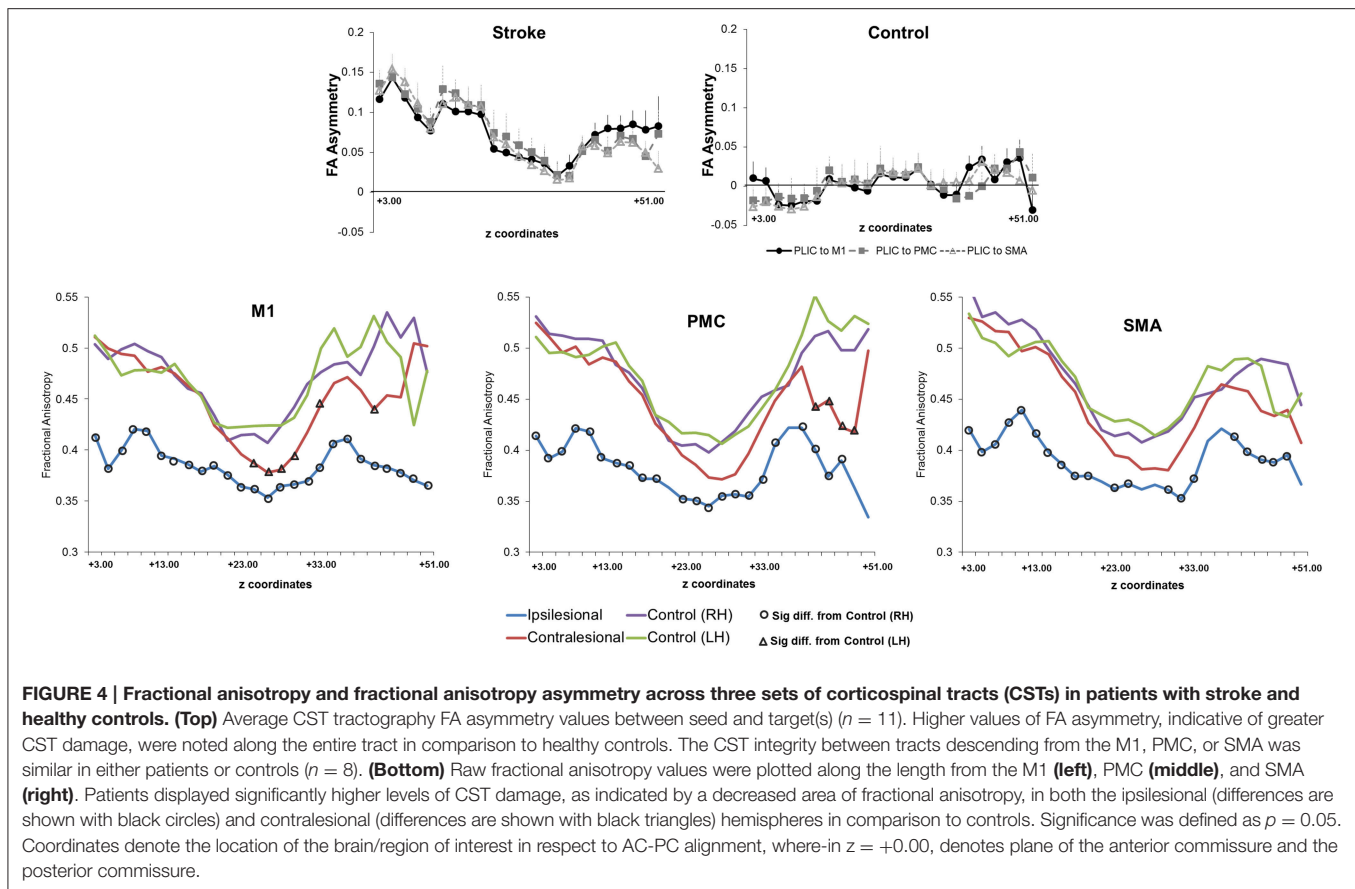 Stroke
Control
FA Asymmetry
0.2
0.15
0.1
0.05
0
-0.05
+3.00
+51.00
z coordinates
FA Asymmetry
0.2
0.15
0.1
0.05
0
-0.05
+3.00
+51.00
z coordinates
PLIC to M1 PLIC to PMC PLIC to SMA
M1
Fractional Anisotropy
0.55
0.5
0.45
0.4
0.35
0.3
+3.00 +13.00 +23.00 +33.00 +51.00
z coordinates
PMC
Fractional Anisotropy
0.55
0.5
0.45
0.4
0.35
0.3
+3.00 +13.00 +23.00 +33.00 +51.00
z coordinates
SMA
Fractional Anisotropy
0.55
0.5
0.45
0.4
0.35
0.3
+3.00 +13.00 +23.00 +33.00 +51.00
z coordinates
Ipsilesional Control (RH) Sig diff. from Control (RH)
Contralesional Control (LH) Sig diff. from Control (LH)
FIGURE 4 | Fractional anisotropy and fractional anisotropy asymmetry across three sets of corticospinal tracts (CSTs) in patients with stroke and
healthy controls. (Top) Average CST tractography FA asymmetry values between seed and target(s) (n = 11). Higher values of FA asymmetry, indicative of greater
CST damage, were noted along the entire tract in comparison to healthy controls. The CST integrity between tracts descending from the M1, PMC, or SMA was
similar in either patients or controls (n = 8). (Bottom) Raw fractional anisotropy values were plotted along the length from the M1 (left), PMC (middle), and SMA
(right). Patients displayed significantly higher levels of CST damage, as indicated by a decreased area of fractional anisotropy, in both the ipsilesional (differences are
shown with black circles) and contralesional (differences are shown with black triangles) hemispheres in comparison to controls. Significance was defined as p = 0.05.
Coordinates denote the location of the brain/region of interest in respect to AC-PC alignment, where-in z = +0.00, denotes plane of the anterior commissure and the
posterior commissure.